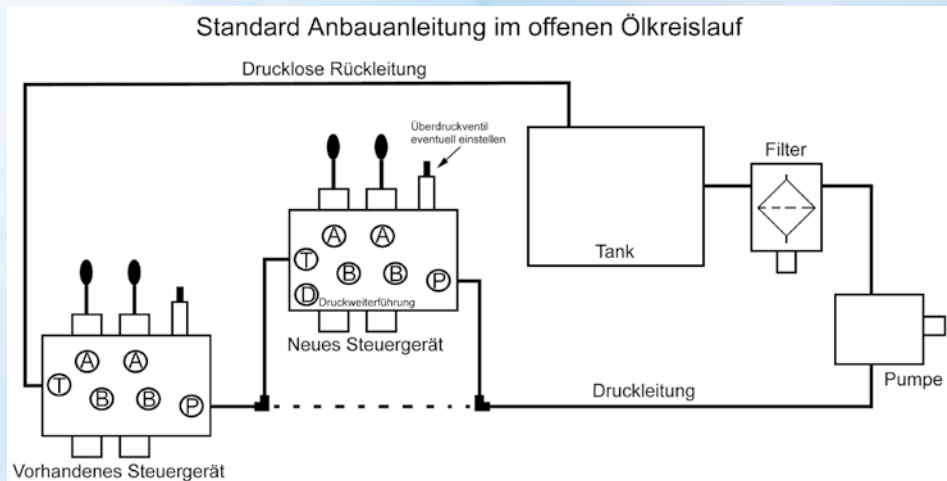 Standard Anbauanleitung im offenen Ölkreislauf
Drucklose Rückleitung
Überdruckventil
eventuell einstellen
Filter
Tank
A A
T
B B P
D Druckweiterführung
Neues Steuergerät
Pumpe
Druckleitung
A A
T
B B P
Vorhandenes Steuergerät